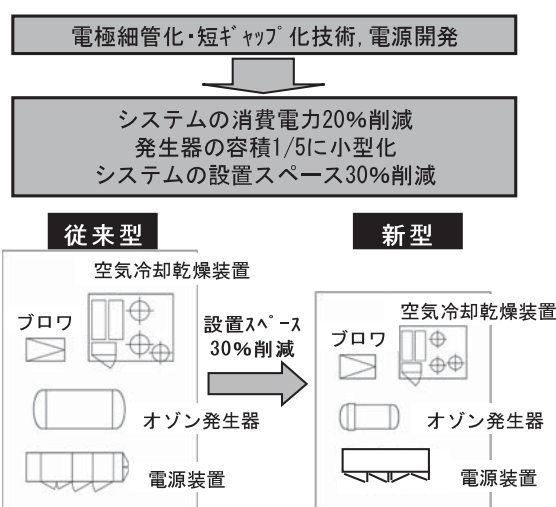 電極細管化・短ｷﾞｬｯﾌﾟ化技術,電源開発
システムの消費電力20%削減
発生器の容積1/5に小型化
システムの設置スペース30%削減
従来型
新型
空気冷却乾燥装置
ブロワ
オゾン発生器
電源装置
設置ｽﾍﾟｰｽ
30%削減
空気冷却乾燥装置
ブロワ
オゾン発生器
電源装置